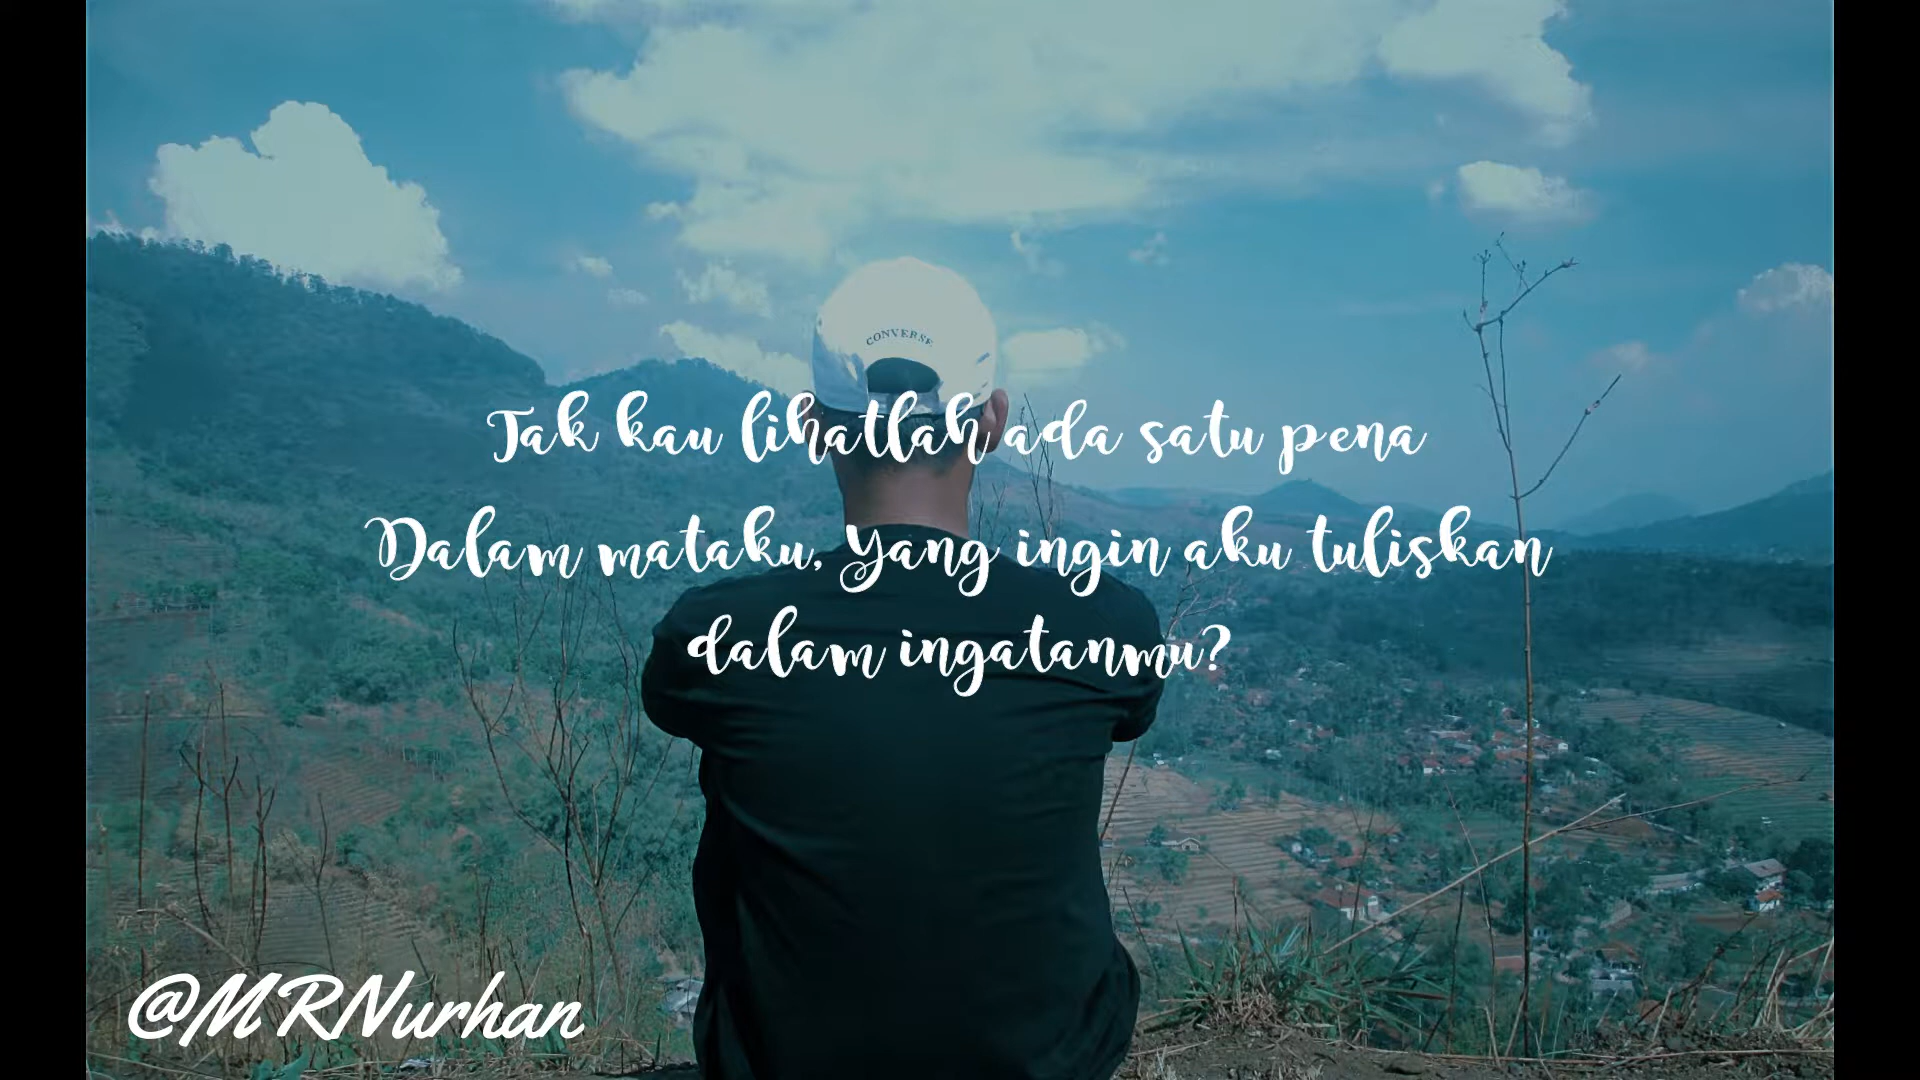 CONVERSE
Tak kau lihatlah ada satu pena
Dalam mataku, Yang ingin aku tuliskan
dalam ingatanmu?
@MRNurhan